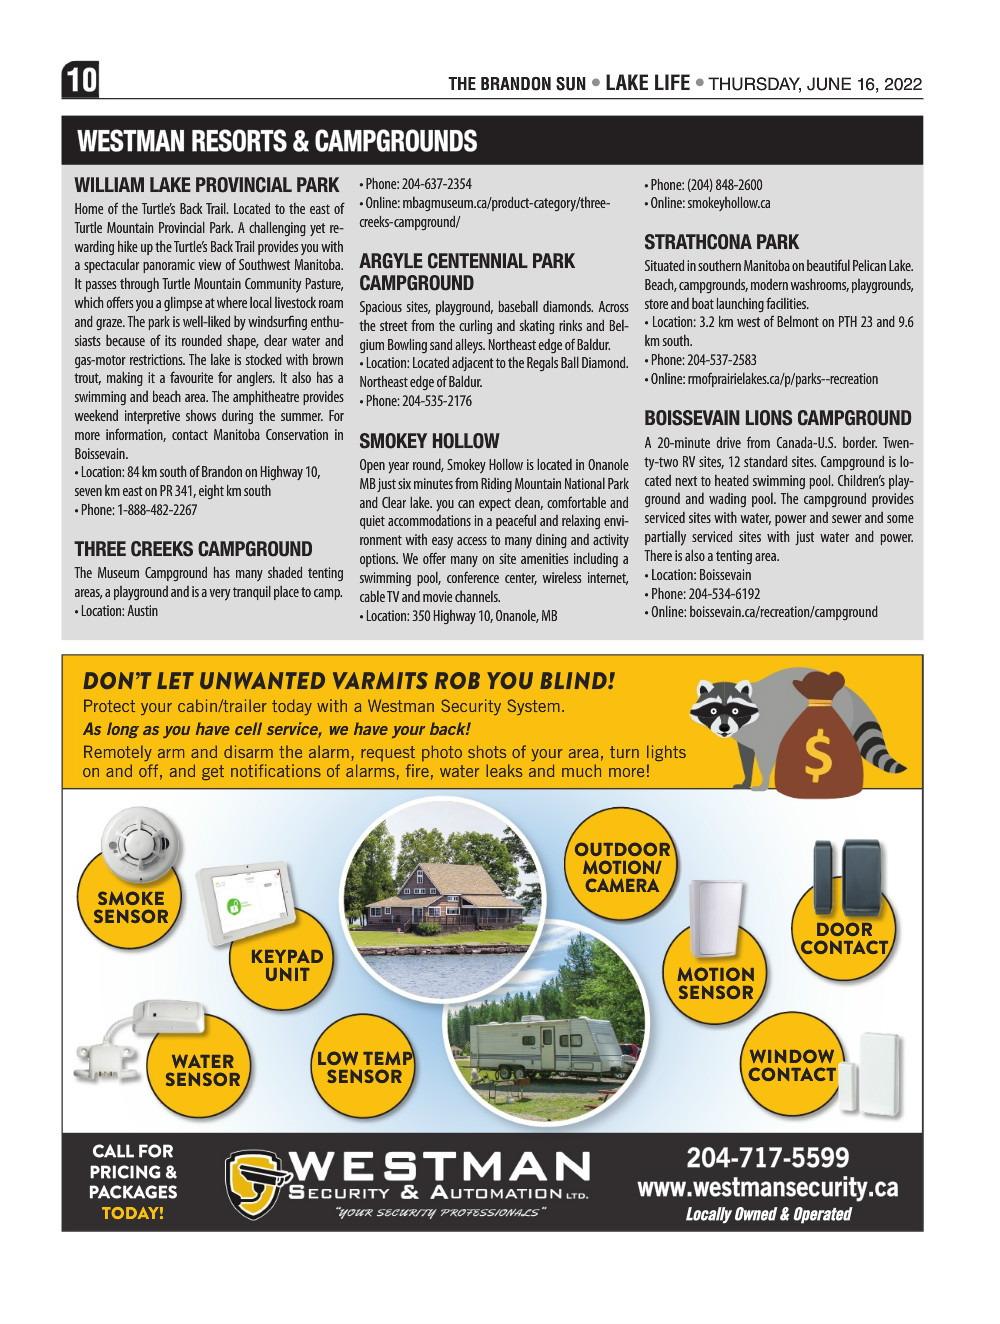 10
THE BRANDON SUN • LAKE LIFE • THURSDAY, JUNE 16, 2022
WESTMAN RESORTS & CAMPGROUNDS
WILLIAM LAKE PROVINCIAL PARK
Home of the Turtle's Back Trail. Located to the east of
Turtle Mountain Provincial Park. A challenging yet re-
warding hike up the Turtle's Back Trail provides you with
a spectacular panoramic view of Southwest Manitoba.
It passes through Turtle Mountain Community Pasture,
which offers you a glimpse at where local livestock roam
and graze. The park is well-liked by windsurfing enthu-
siasts because of its rounded shape, clear water and
gas-motor restrictions. The lake is stocked with brown
trout, making it a favourite for anglers. It also has a
swimming and beach area. The amphitheatre provides
weekend interpretive shows during the summer. For
more information, contact Manitoba Conservation in
Boissevain.
• Location: 84 km south of Brandon on Highway 10,
seven km east on PR 341, eight km south
• Phone: 1-888-482-2267
THREE CREEKS CAMPGROUND
The Museum Campground has many shaded tenting
areas, a playground and is a very tranquil place to camp.
• Location: Austin
• Phone: 204-637-2354
• Online: mbagmuseum.ca/product-category/three-
creeks-campground/
ARGYLE CENTENNIAL PARK
CAMPGROUND
Spacious sites, playground, baseball diamonds. Across
the street from the curling and skating rinks and Bel-
gium Bowling sand alleys. Northeast edge of Baldur.
• Location: Located adjacent to the Regals Ball Diamond.
Northeast edge of Baldur.
• Phone: 204-535-2176
SMOKEY HOLLOW
Open year round, Smokey Hollow is located in Onanole
MB just six minutes from Riding Mountain National Park
and Clear lake. you can expect clean, comfortable and
quiet accommodations in a peaceful and relaxing envi-
ronment with easy access to many dining and activity
options. We offer many on site amenities including a
swimming pool, conference center, wireless internet,
cable TV and movie channels.
• Location: 350 Highway 10, Onanole, MB
• Phone: (204) 848-2600
• Online: smokeyhollow.ca
STRATHCONA PARK
Situated in southern Manitoba on beautiful Pelican Lake.
Beach, campgrounds, modern washrooms, playgrounds,
store and boat launching facilities.
• Location: 3.2 km west of Belmont on PTH 23 and 9.6
km south.
• Phone: 204-537-2583
• Online: rmofprairielakes.ca/p/parks--recreation
BOISSEVAIN LIONS CAMPGROUND
A 20-minute drive from Canada-U.S. border. Twen-
ty-two RV sites, 12 standard sites. Campground is lo-
cated next to heated swimming pool. Children's play-
ground and wading pool. The campground provides
serviced sites with water, power and sewer and some
partially serviced sites with just water and power.
There is also a tenting area.
• Location: Boissevain
• Phone: 204-534-6192
• Online: boissevain.ca/recreation/campground
DON'T LET UNWANTED VARMITS ROB YOU BLIND!
Protect your cabin/trailer today with a Westman Security System.
As long as you have cell service, we have your back!
Remotely arm and disarm the alarm, request photo shots of your area, turn lights
on and off, and get notifications of alarms, fire, water leaks and much more!
$
SMOKE
SENSOR
KEYPAD
UNIT
WATER
SENSOR
LOW TEMP
SENSOR
OUTDOOR
MOTION/
CAMERA
MOTION
SENSOR
DOOR
CONTACT
WINDOW
CONTACT
CALL FOR
PRICING &
PACKAGES
TODAY!
WESTMAN
SECURITY & AUTOMATION LTD.
"YOUR SECURITY PROFESSIONALS"
204-717-5599
www.westmansecurity.ca
Locally Owned & Operated